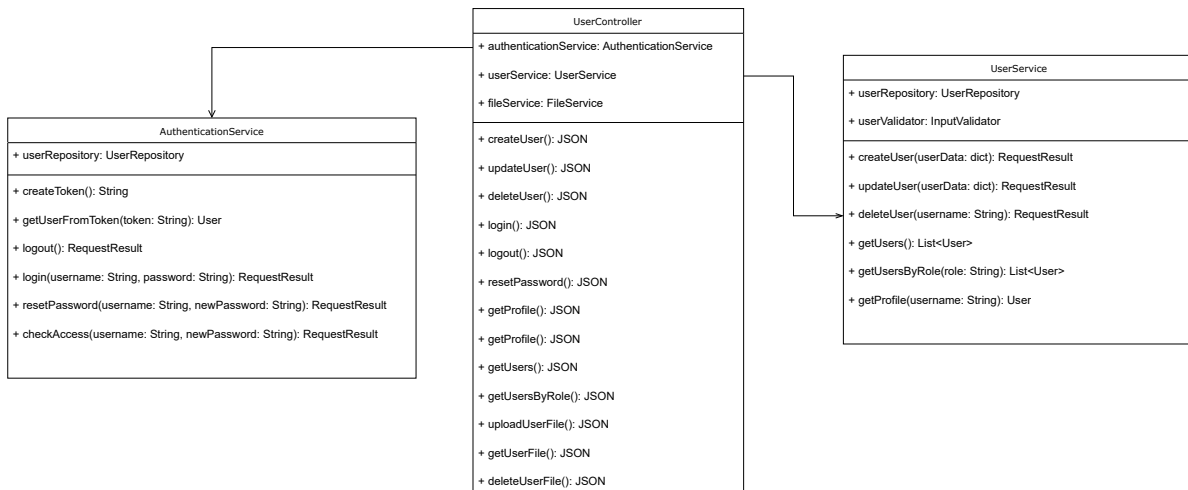 UserController
+ authenticationService: AuthenticationService
+ userService: UserService
+ fileService: FileService
+ createUser(): JSON
+ updateUser(): JSON
+ deleteUser(): JSON
+ login(): JSON
+ logout(): JSON
+ resetPassword(): JSON
+ getProfile(): JSON
+ getProfile(): JSON
+ getUsers(): JSON
+ getUsersByRole(): JSON
+ uploadUserFile(): JSON
+ getUserFile(): JSON
+ deleteUserFile(): JSON
AuthenticationService
+ userRepository: UserRepository
+ createToken(): String
+ getUserFromToken(token: String): User
+ logout(): RequestResult
+ login(username: String, password: String): RequestResult
+ resetPassword(username: String, newPassword: String): RequestResult
+ checkAccess(username: String, newPassword: String): RequestResult
UserService
+ userRepository: UserRepository
+ userValidator: InputValidator
+ createUser(userData: dict): RequestResult
+ updateUser(userData: dict): RequestResult
+ deleteUser(username: String): RequestResult
+ getUsers(): List<User>
+ getUsersByRole(role: String): List<User>
+ getProfile(username: String): User